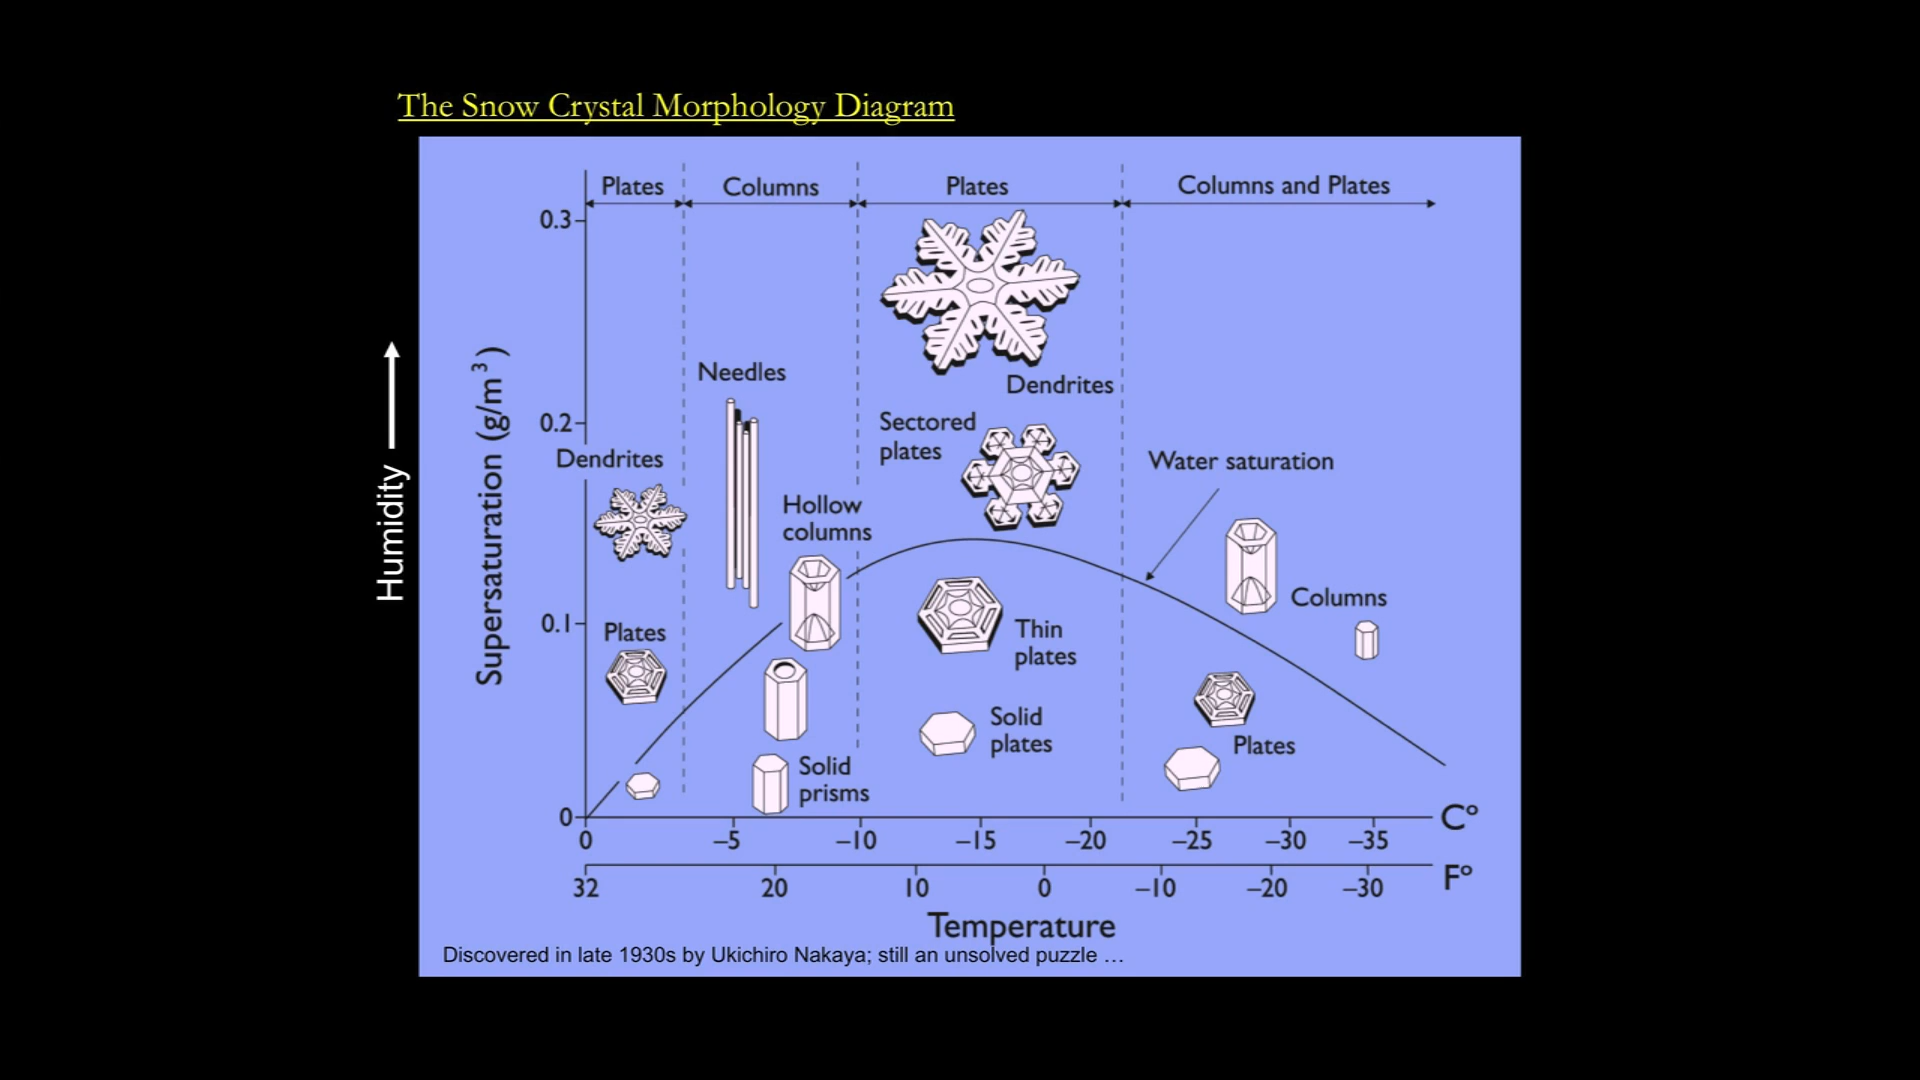 The Snow Crystal Morphology Diagram
Plates
Columns
Plates
Columns and Plates
0.3
Needles
Dendrites
0.2
Sectored
plates
Dendrites
Water saturation
Hollow
columns
Humidity
Supersaturation (g/m³)
Columns
0.1
Plates
Thin
plates
Solid
plates
Plates
Solid
prisms
0
C°
0 –5 –10 –15 –20 –25 –30 –35
F°
32 20 10 0 –10 –20 –30
Temperature
Discovered in late 1930s by Ukichiro Nakaya; still an unsolved puzzle …